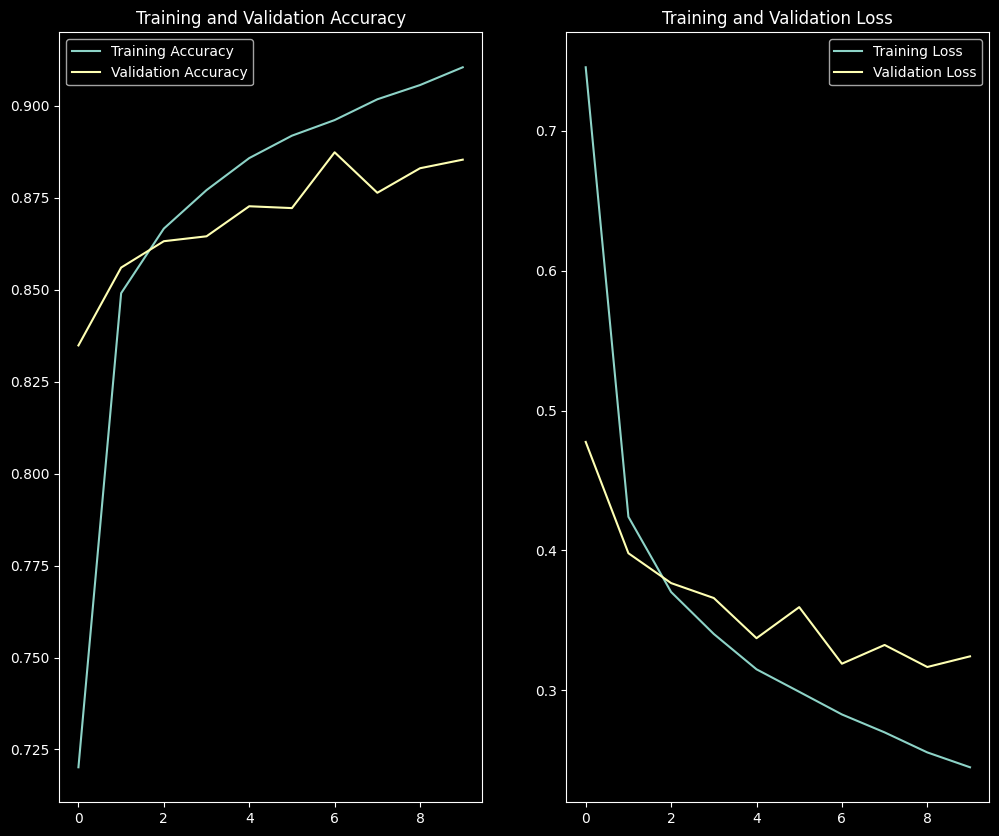 Training and Validation Accuracy
Training Accuracy
Validation Accuracy
0.900
0.875
0.850
0.825
0.800
0.775
0.750
0.725
0 2 4 6 8
Training and Validation Loss
Training Loss
Validation Loss
0.7
0.6
0.5
0.4
0.3
0 2 4 6 8